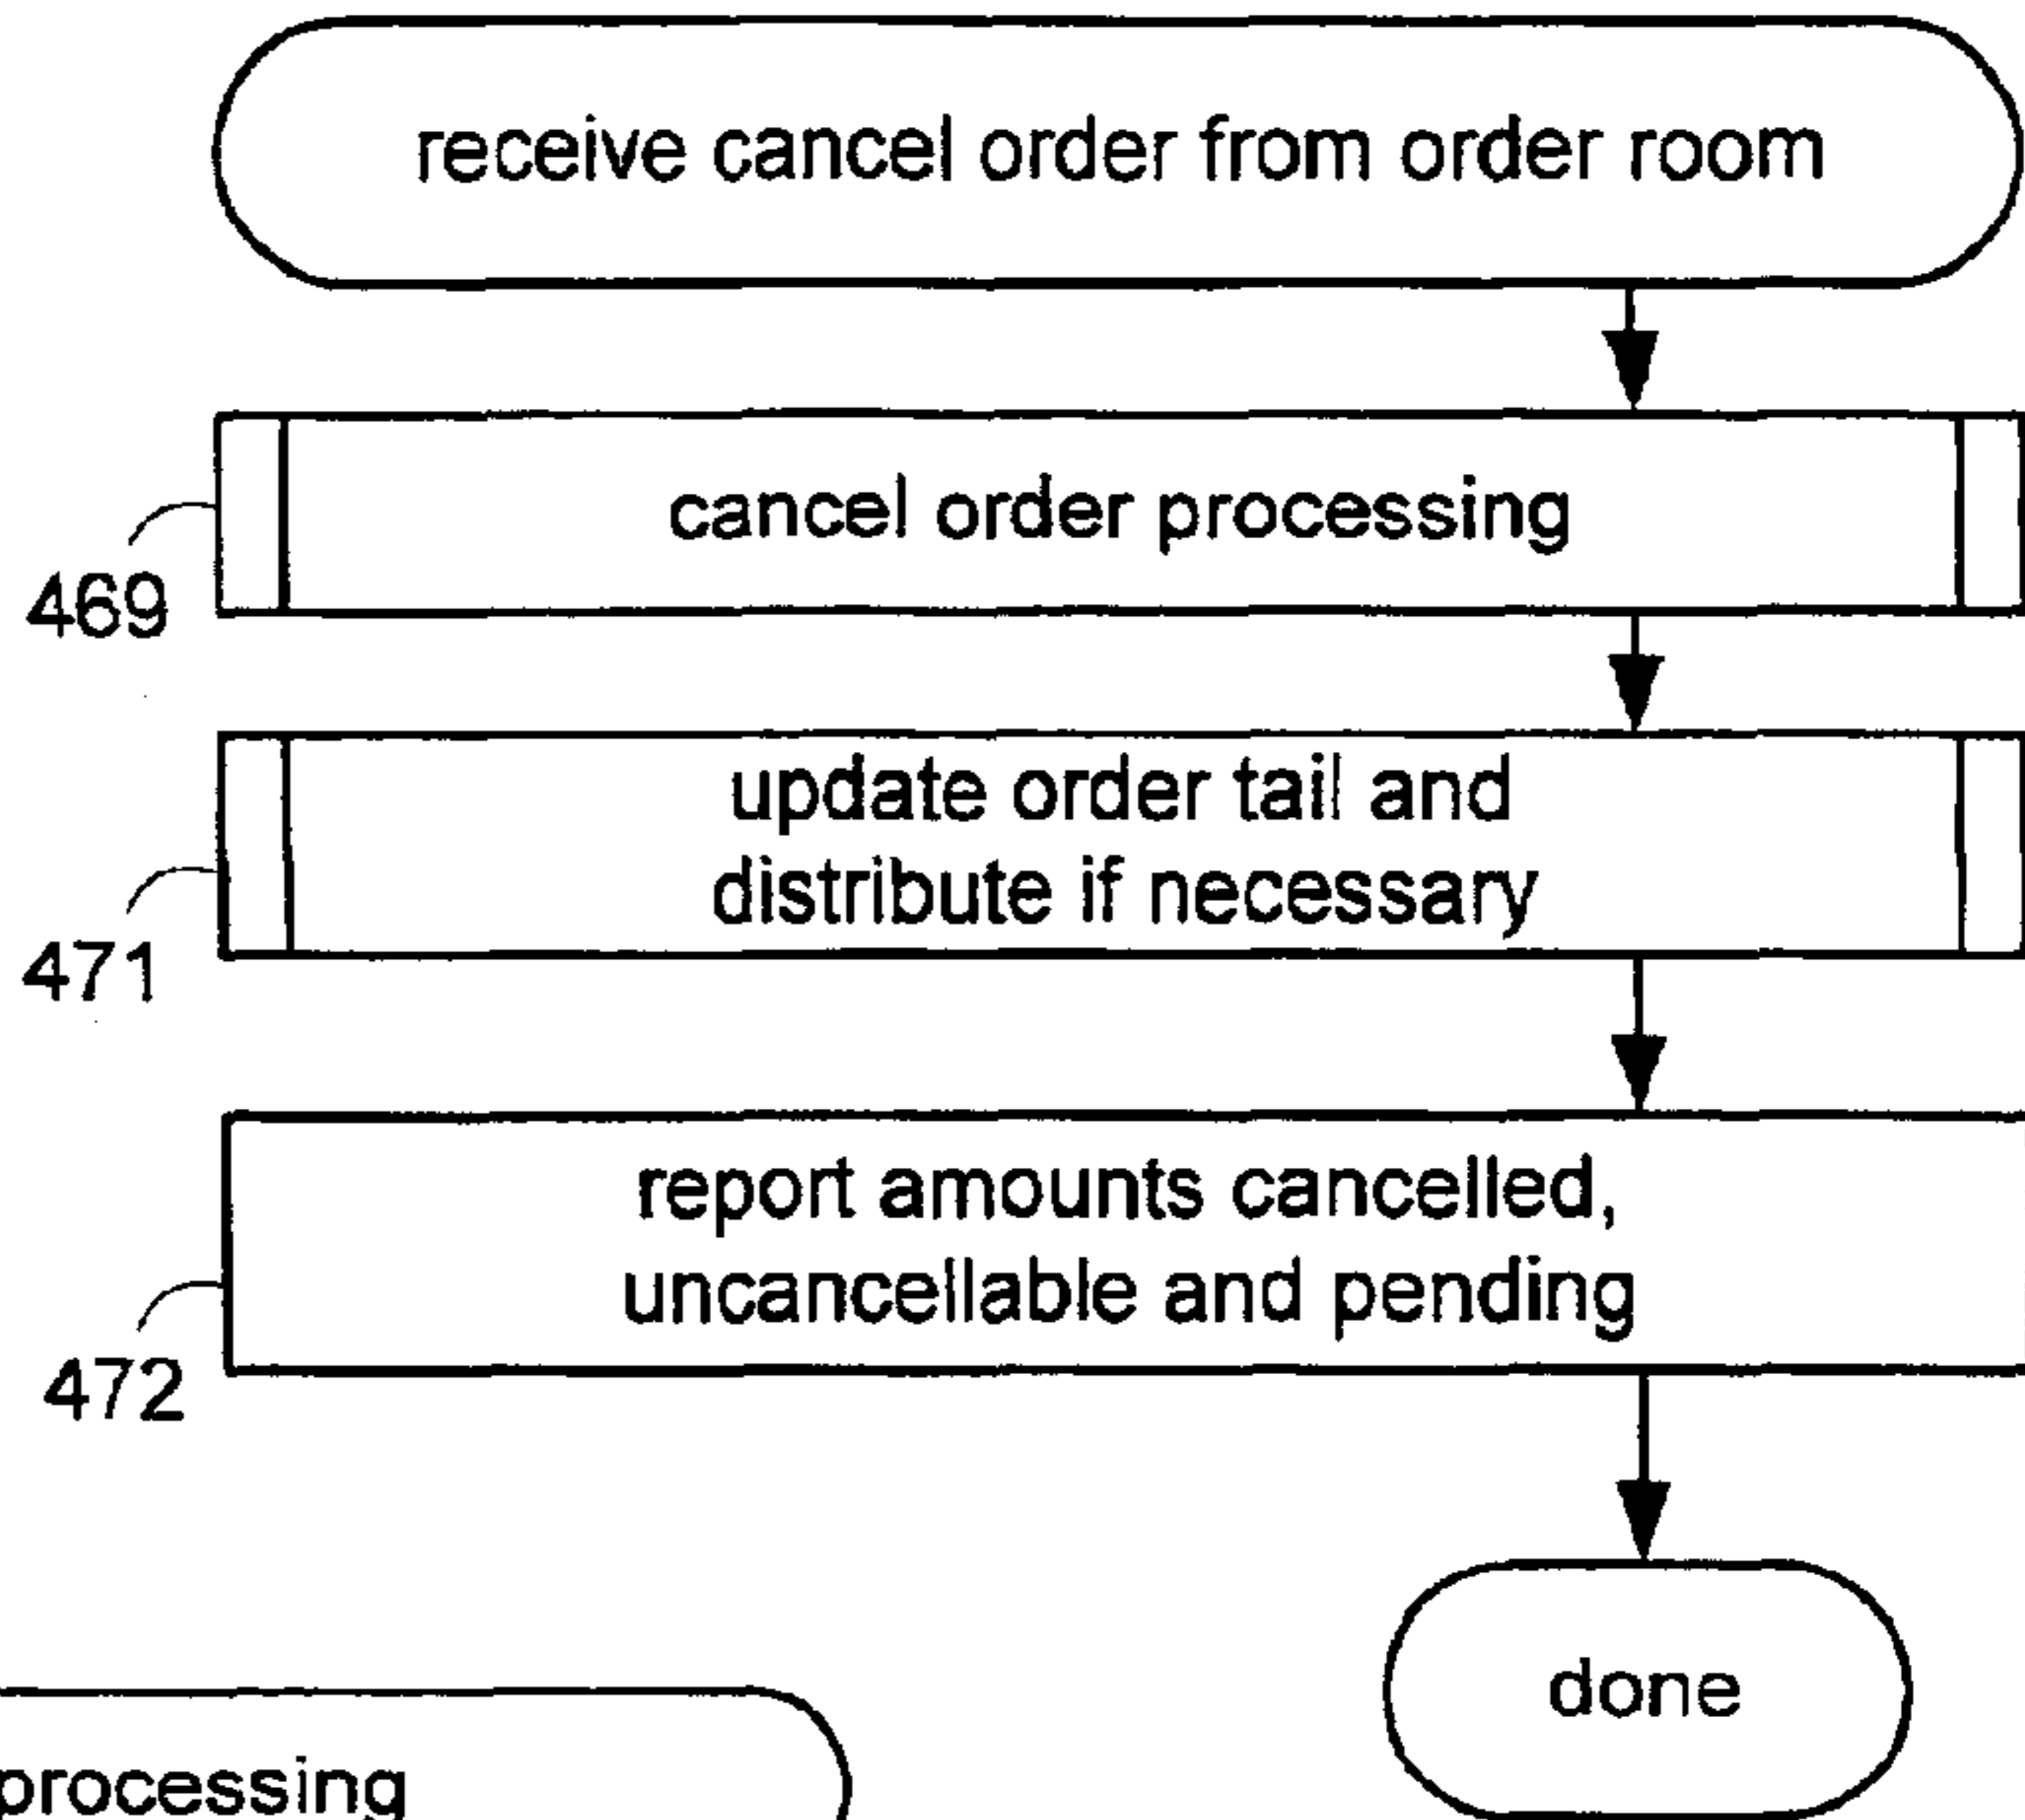 receive cancel order from order room
cancel order processing
469
update order tail and
distribute if necessary
471
report amounts cancelled,
uncancellable and pending
472
done
processing